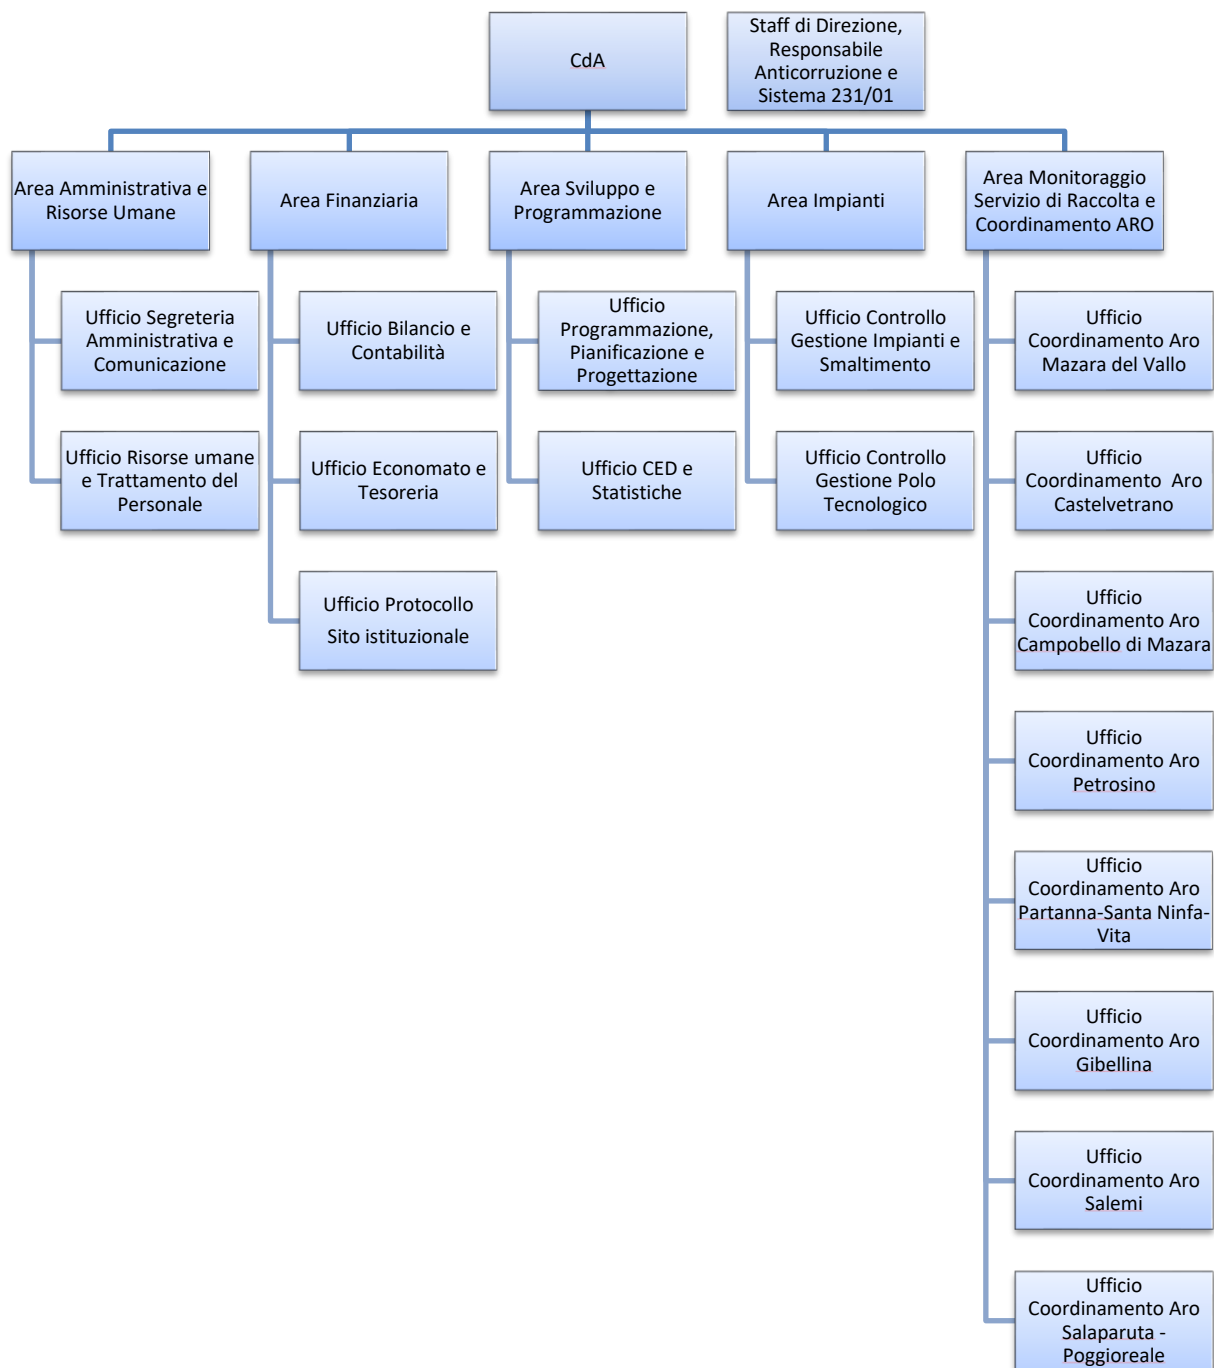 CdA
Staff di Direzione,
Responsabile
Anticorruzione e
Sistema 231/01
Area Amministrativa e
Risorse Umane
Area Finanziaria
Area Sviluppo e
Programmazione
Area Impianti
Area Monitoraggio
Servizio di Raccolta e
Coordinamento ARO
Ufficio Segreteria
Amministrativa e
Comunicazione
Ufficio Risorse umane
e Trattamento del
Personale
Ufficio Bilancio e
Contabilità
Ufficio Economato e
Tesoreria
Ufficio Protocollo
Sito istituzionale
Ufficio
Programmazione,
Pianificazione e
Progettazione
Ufficio CED e
Statistiche
Ufficio Controllo
Gestione Impianti e
Smaltimento
Ufficio Controllo
Gestione Polo
Tecnologico
Ufficio
Coordinamento Aro
Mazara del Vallo
Ufficio
Coordinamento  Aro
Castelvetrano
Ufficio
Coordinamento Aro
Campobello di Mazara
Ufficio
Coordinamento Aro
Petrosino
Ufficio
Coordinamento Aro
Partanna-Santa Ninfa-
Vita
Ufficio
Coordinamento Aro
Gibellina
Ufficio
Coordinamento Aro
Salemi
Ufficio
Coordinamento Aro
Salaparuta -
Poggioreale